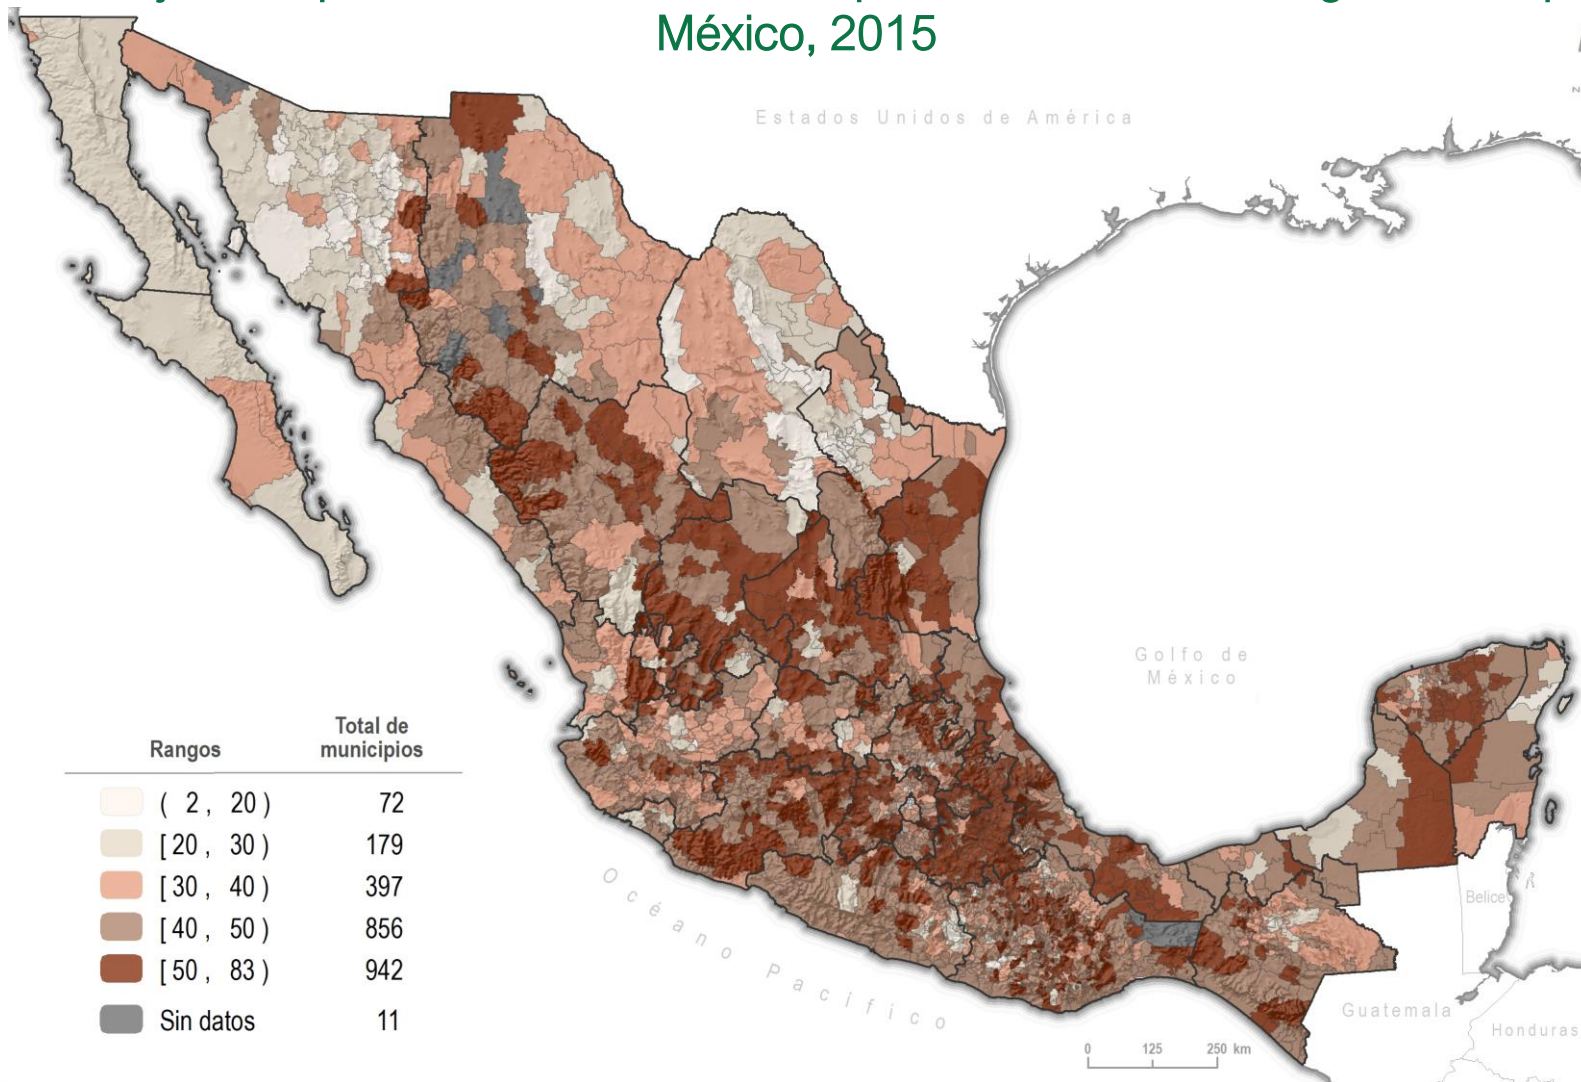 México, 2015
Estados Unidos de América
Golfo de
México
Rangos
Total de
municipios
( 2 , 20 ) 72
[ 20 , 30 ) 179
[ 30 , 40 ) 397
[ 40 , 50 ) 856
[ 50 , 83 ) 942
Sin datos 11
Océano Pacífico
Belice
Guatemala
Honduras
0 125 250 km